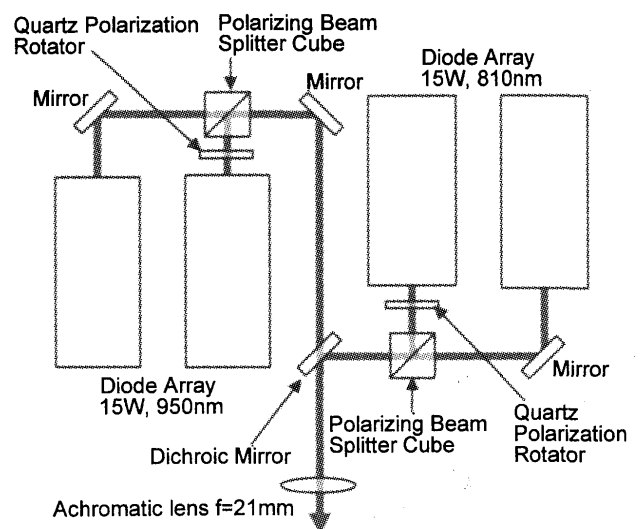 Quartz Polarization
Rotator
Polarizing Beam
Splitter Cube
Mirror
Mirror
Diode Array
15W, 810nm
Diode Array
15W, 950nm
Mirror
Dichroic Mirror
Polarizing Beam
Splitter Cube
Quartz
Polarization
Rotator
Achromatic lens f=21mm